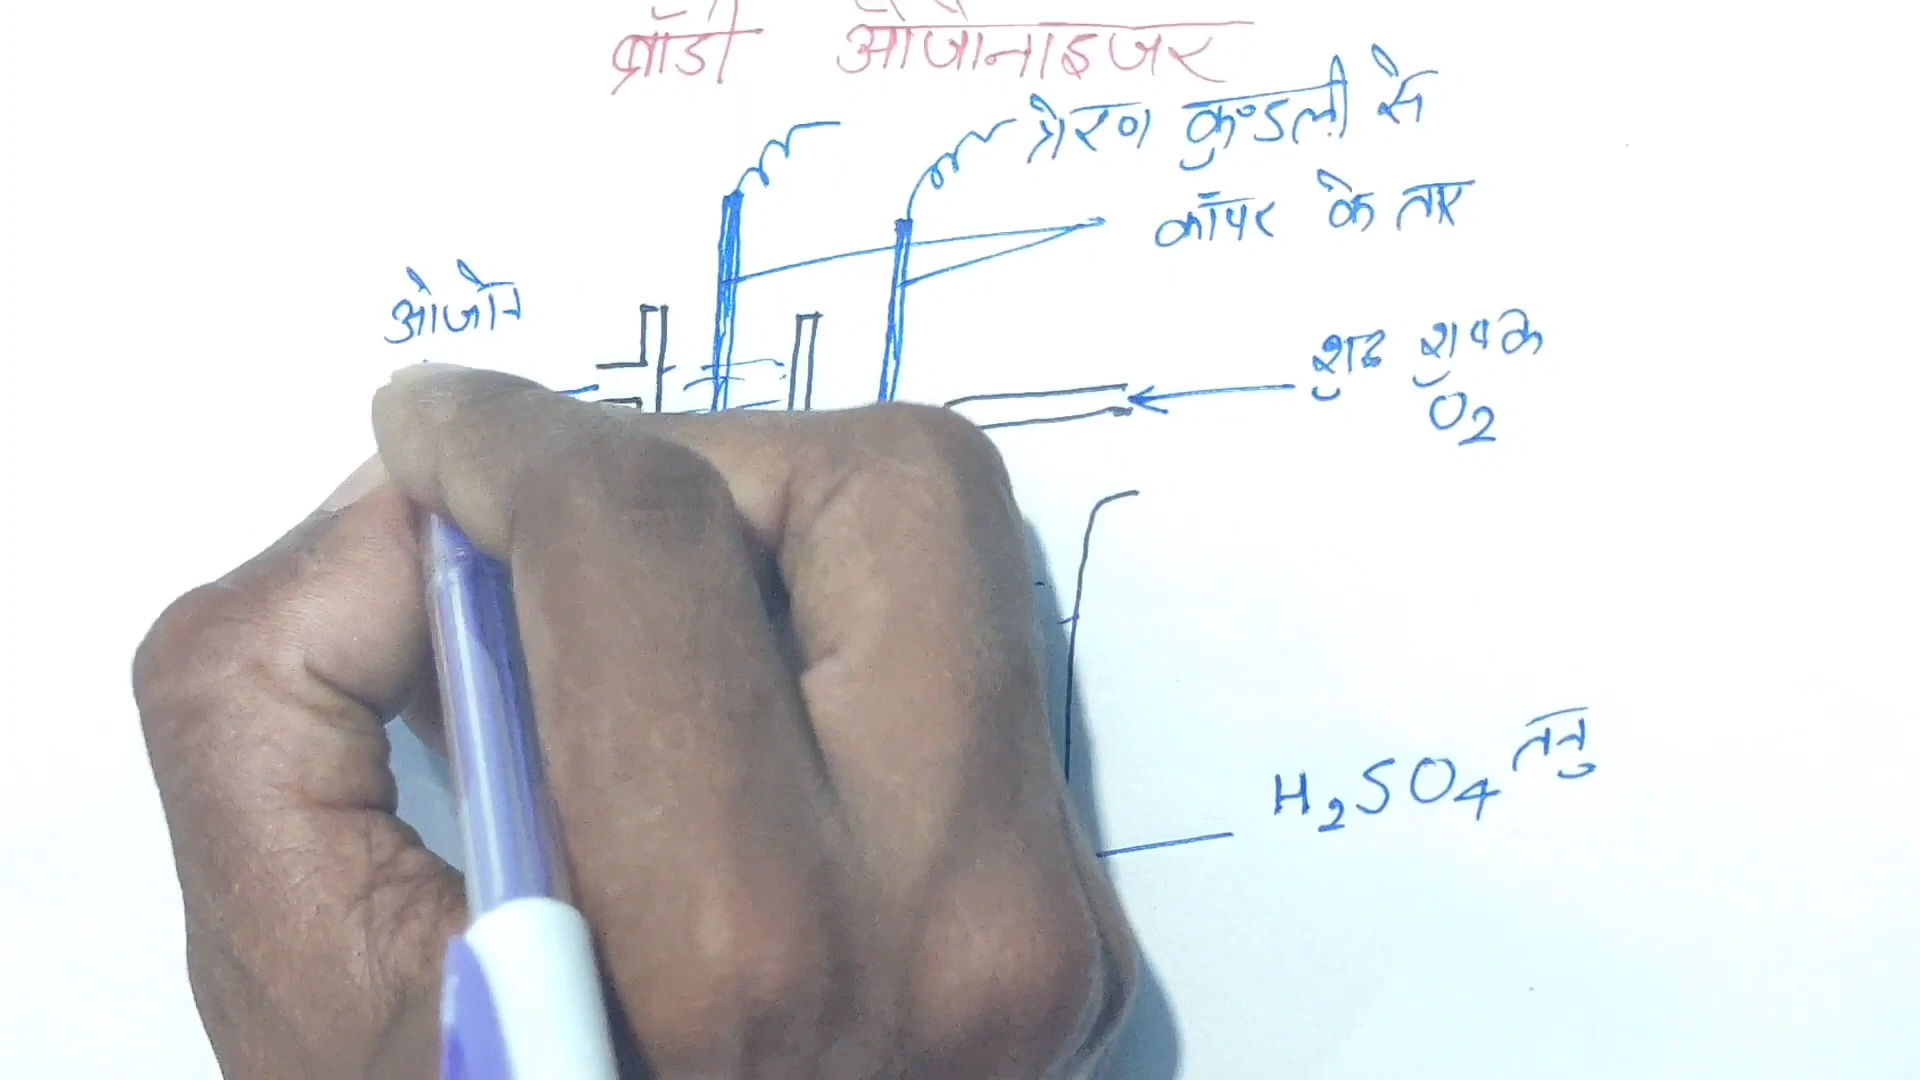 ब्रॉडी ओजोनाइजर
प्रेरण कुण्डली से
कॉपर के तार
ओजोन
शुद्ध शुष्क
O2
H2SO4 तनु